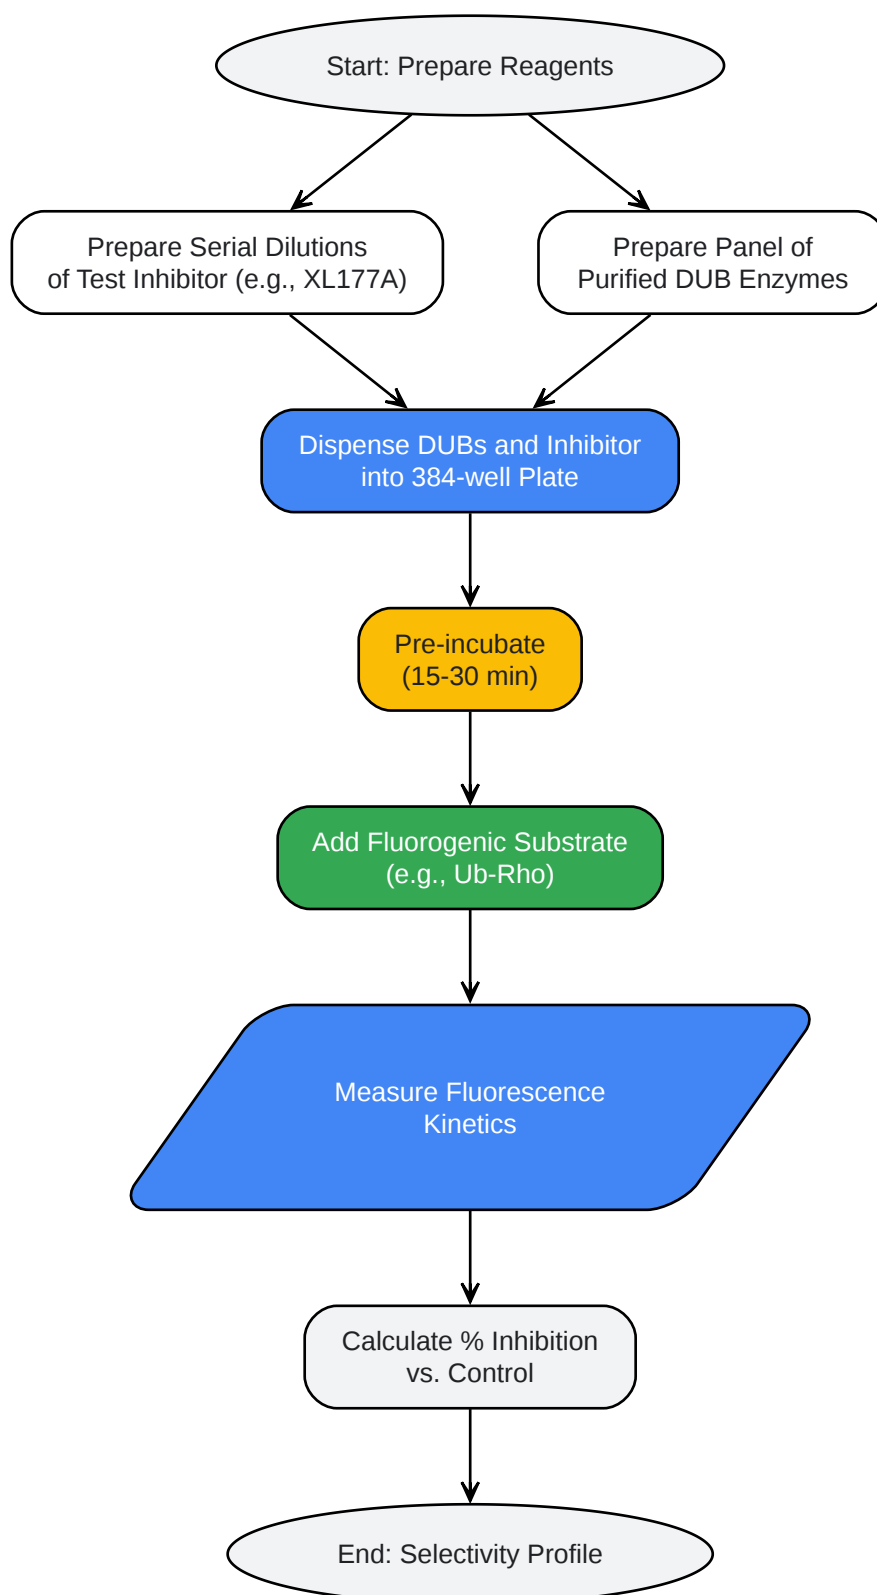 Start: Prepare Reagents
Prepare Serial Dilutions
of Test Inhibitor (e.g., XL177A)
Prepare Panel of
Purified DUB Enzymes
Dispense DUBs and Inhibitor
into 384-well Plate
Pre-incubate
(15-30 min)
Add Fluorogenic Substrate
(e.g., Ub-Rho)
Measure Fluorescence
Kinetics
Calculate % Inhibition
vs. Control
End: Selectivity Profile